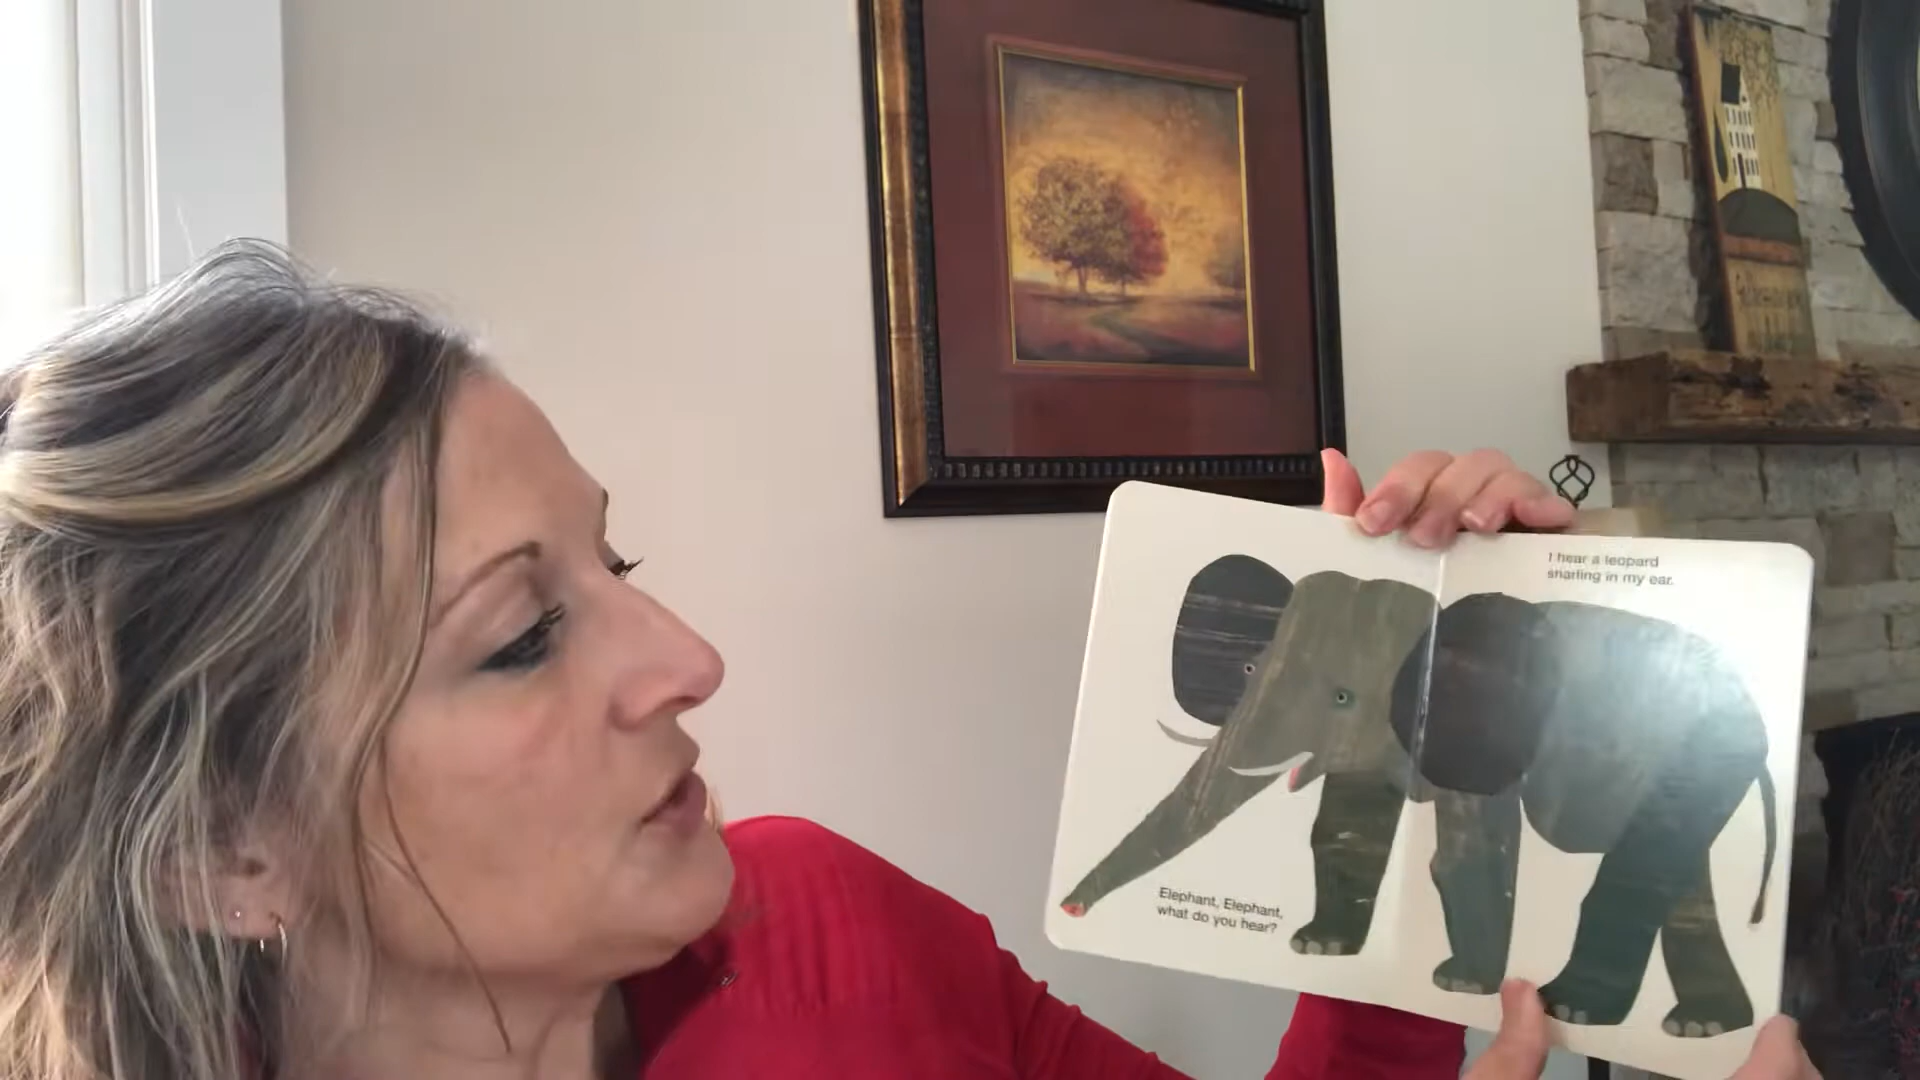 Elephant, Elephant,
what do you hear?
I hear a leopard
snarling in my ear.